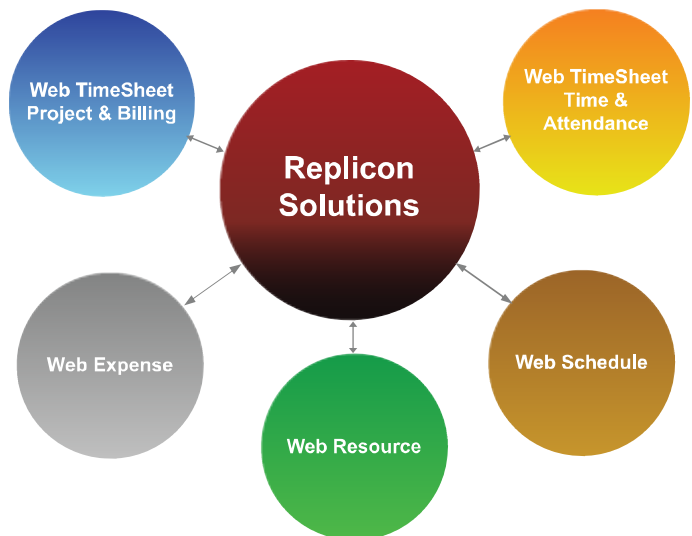 Web TimeSheet
Project & Billing
Replicon
Solutions
Web TimeSheet
Time &
Attendance
Web Expense
Web Resource
Web Schedule